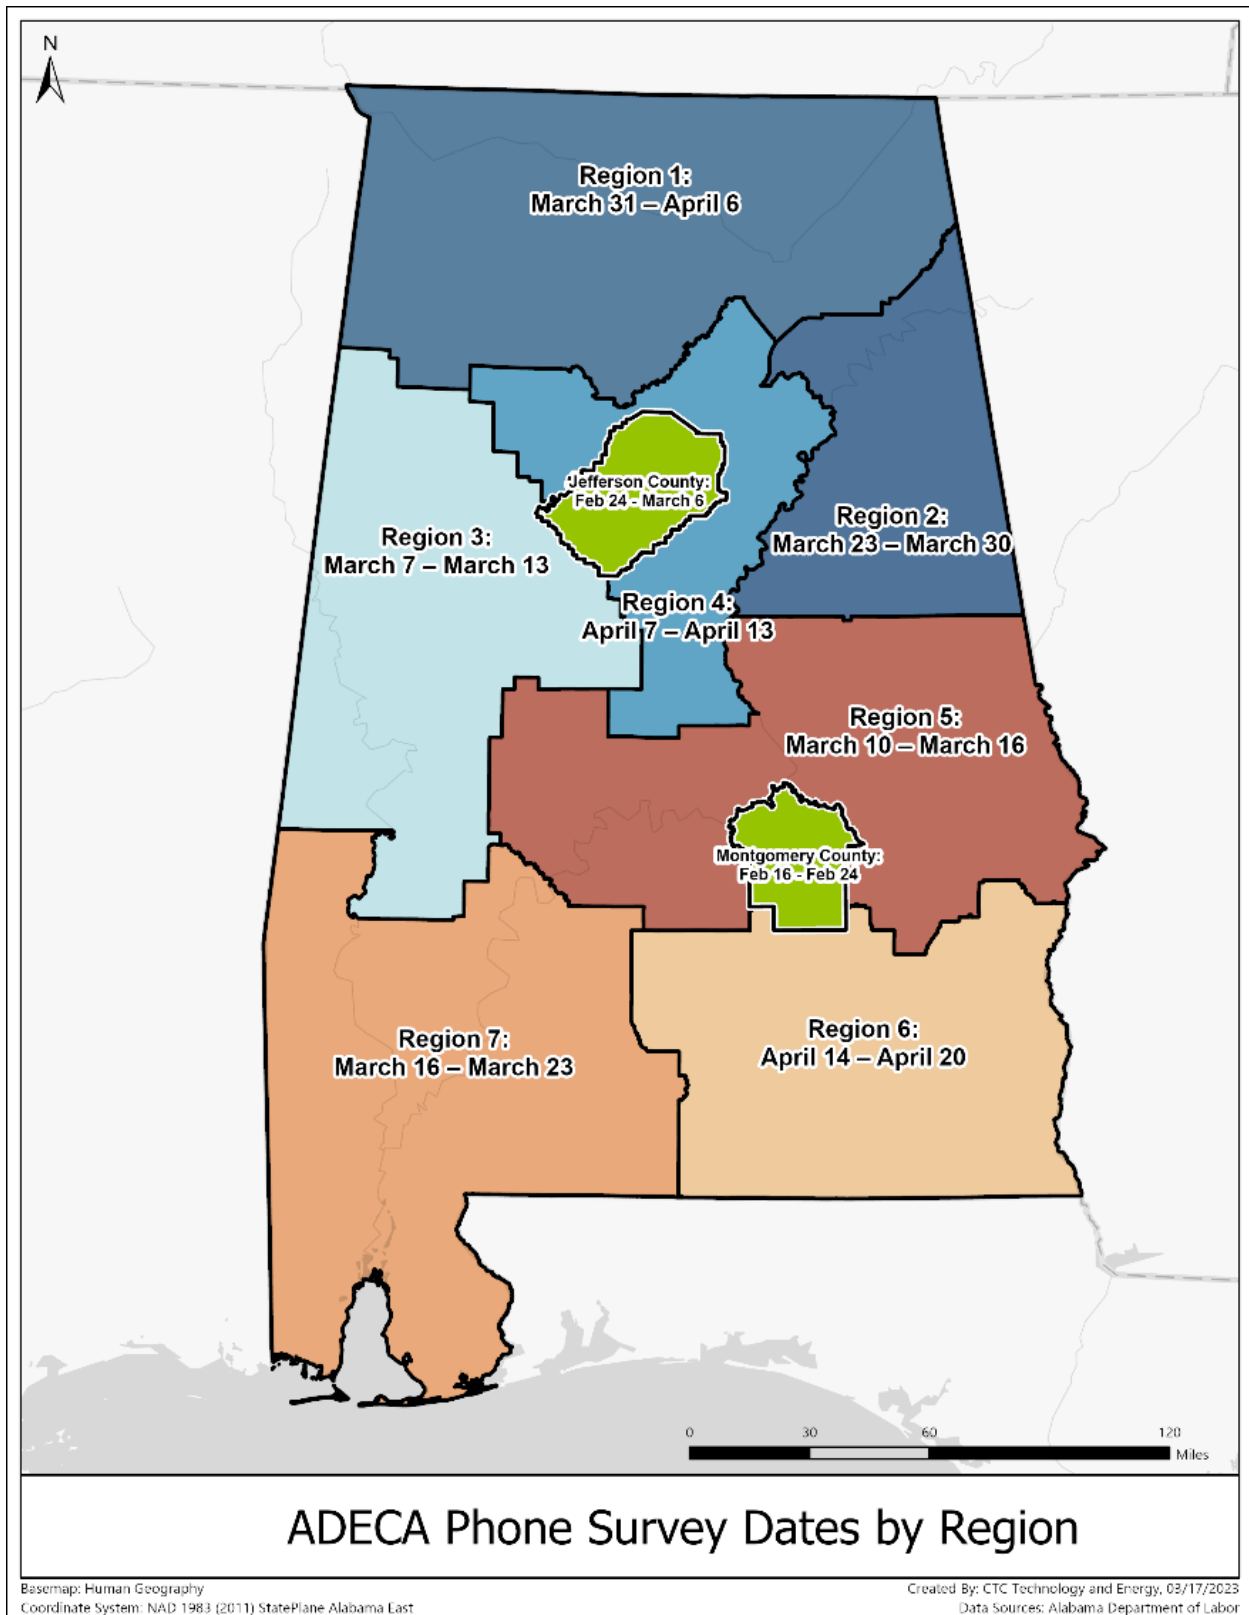 N
Region 1:
March 31 – April 6
Jefferson County:
Feb 24 - March 6
Region 2:
March 23 – March 30
Region 3:
March 7 – March 13
Region 4:
April 7 – April 13
Region 5:
March 10 – March 16
Montgomery County:
Feb 16 - Feb 24
Region 6:
April 14 – April 20
Region 7:
March 16 – March 23
0 30 60 120
Miles
ADECA Phone Survey Dates by Region
Basemap: Human Geography
Coordinate System: NAD 1983 (2011) StatePlane Alabama East
Created By: CTC Technology and Energy, 03/17/2023
Data Sources: Alabama Department of Labor